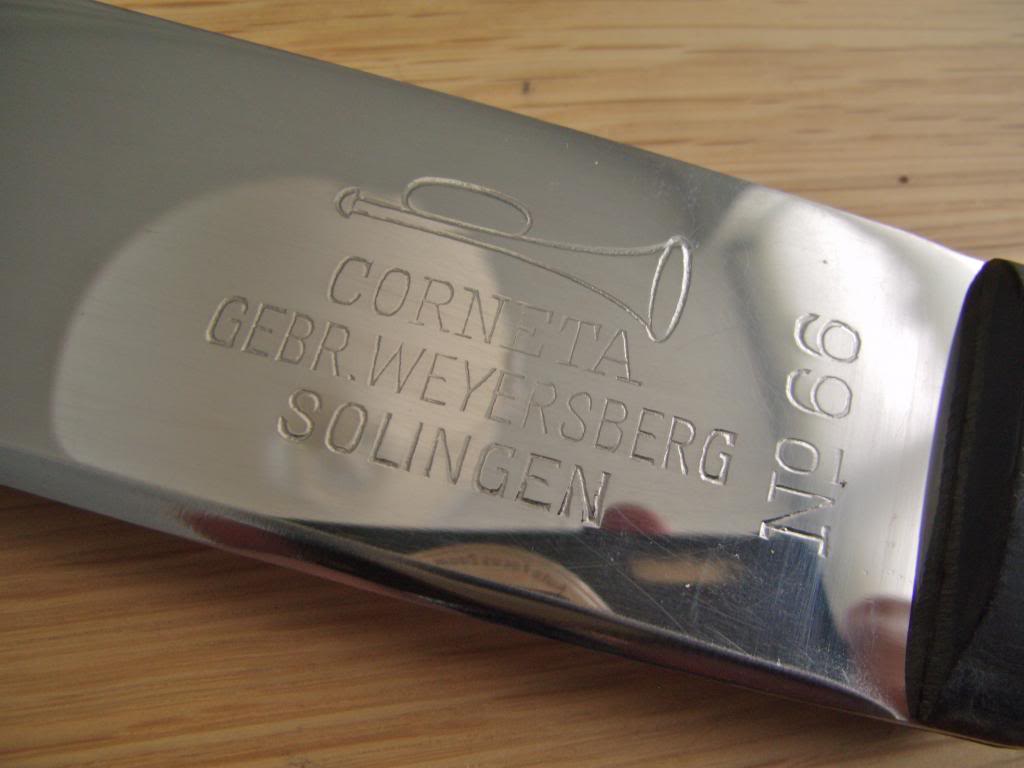 CORNETA
GEBR. WEYERSBERG
SOLINGEN
Nº 66